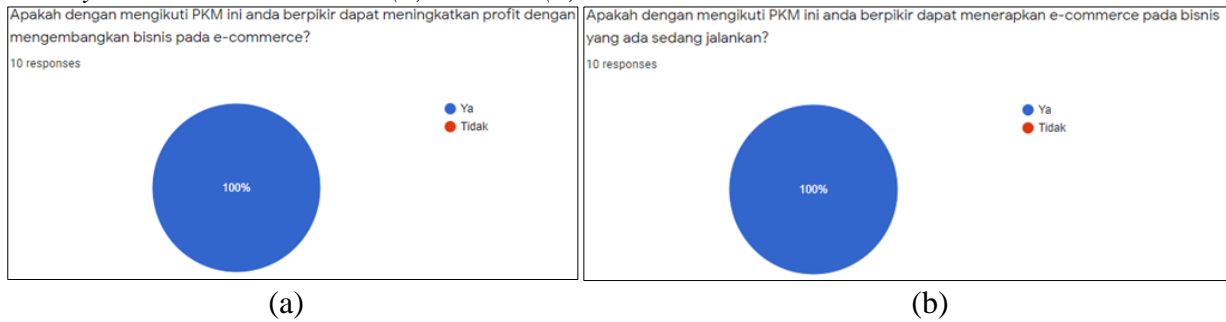 Apakah dengan mengikuti PKM ini anda berpikir dapat meningkatkan profit dengan
mengembangkan bisnis pada e-commerce?
10 responses
Ya
Tidak
100%
(a)
Apakah dengan mengikuti PKM ini anda berpikir dapat menerapkan e-commerce pada bisnis
yang ada sedang jalankan?
10 responses
Ya
Tidak
100%
(b)